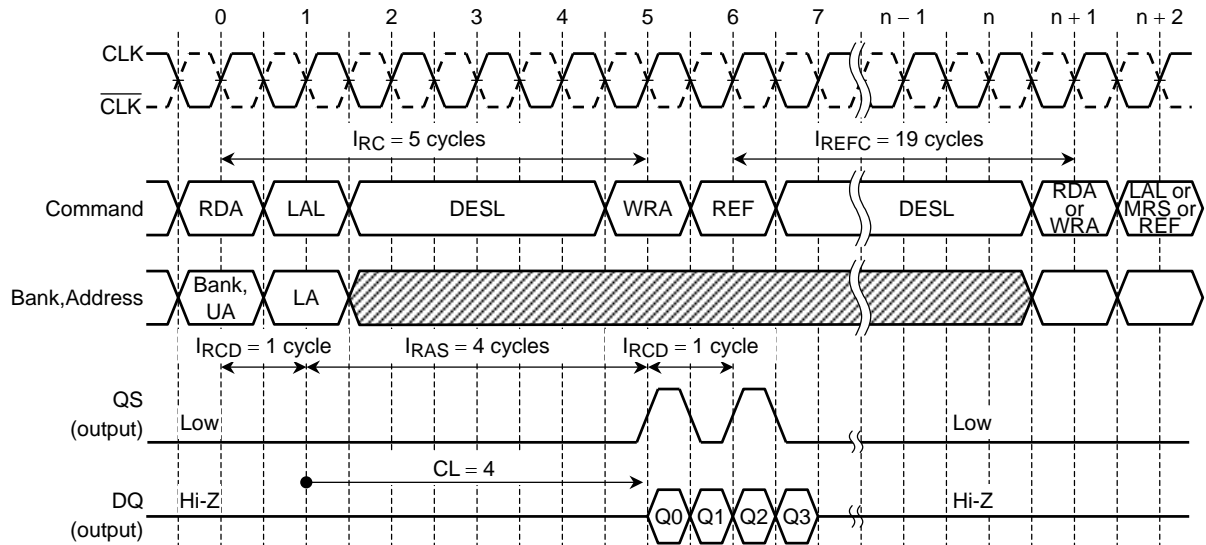 0 1 2 3 4 5 6 7 n − 1 n n + 1 n + 2
CLK
CLK
IRC = 5 cycles
IREFC = 19 cycles
Command
RDA
LAL
DESL
WRA
REF
DESL
RDA
or
WRA
LAL or
MRS or
REF
Bank,Address
Bank,
UA
LA
IRCD = 1 cycle
IRAS = 4 cycles
IRCD = 1 cycle
QS
(output)
Low
Low
CL = 4
DQ
(output)
Hi-Z
Q0 Q1 Q2 Q3
Hi-Z